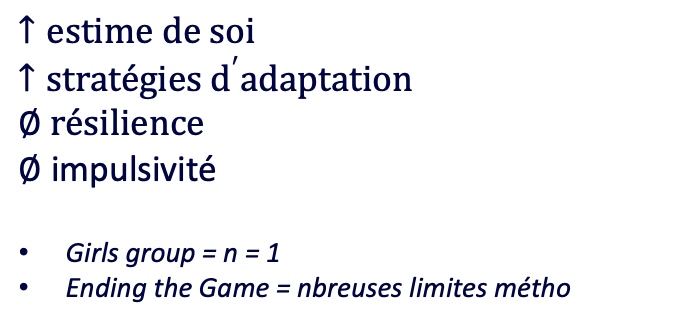 ↑ estime de soi
↑ stratégies d′adaptation
Ø résilience
Ø impulsivité
• Girls group = n = 1
• Ending the Game = nbreuses limites métho